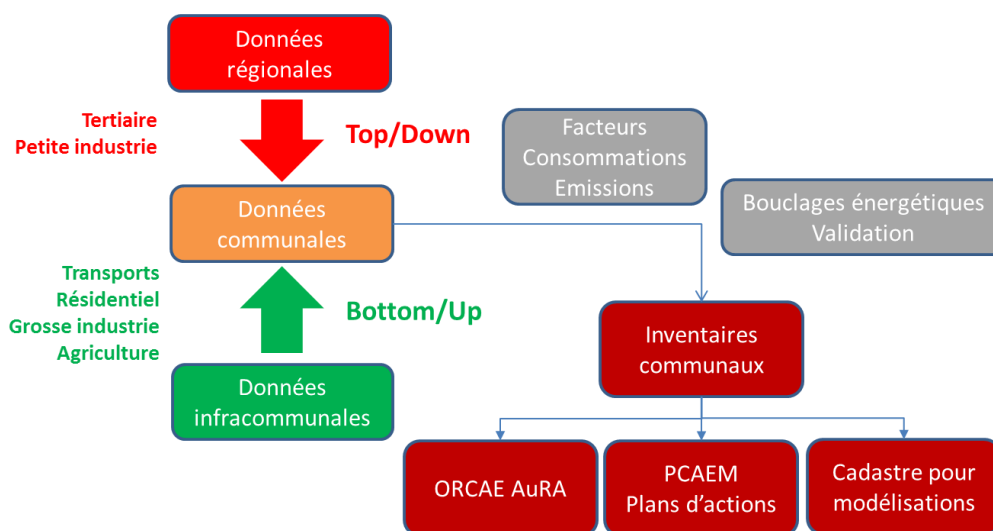 Données
régionales
Tertiaire
Petite industrie
Top/Down
Facteurs
Consommations
Emissions
Données
communales
Bouclages énergétiques
Validation
Transports
Résidentiel
Grosse industrie
Agriculture
Bottom/Up
Inventaires
communaux
Données
infracommunales
ORCAE AuRA
PCAEM
Plans d'actions
Cadastre pour
modélisations